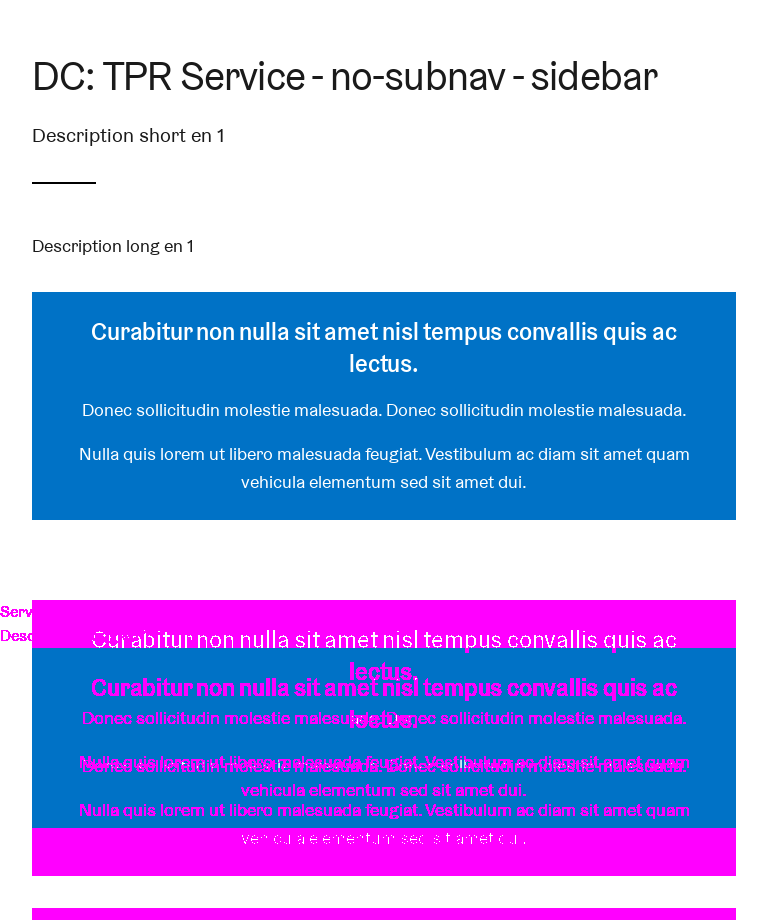 DC: TPR Service - no-subnav - sidebar
Description short en 1
Description long en 1
Curabitur non nulla sit amet nisl tempus convallis quis ac
lectus.
Donec sollicitudin molestie malesuada. Donec sollicitudin molestie malesuada.
Nulla quis lorem ut libero malesuada feugiat. Vestibulum ac diam sit amet quam
vehicula elementum sed sit amet dui.
Curabitur non nulla sit amet nisl tempus convallis quis ac
lectus.
Curabitur non nulla sit amet nisl tempus convallis quis ac
lectus.
Donec sollicitudin molestie malesuada. Donec sollicitudin molestie malesuada.
Nulla quis lorem ut libero malesuada feugiat. Vestibulum ac diam sit amet quam
Donec sollicitudin molestie malesuada. Donec sollicitudin molestie malesuada.
vehicula elementum sed sit amet dui.
Nulla quis lorem ut libero malesuada feugiat. Vestibulum ac diam sit amet quam
vehicula elementum sed sit amet dui.